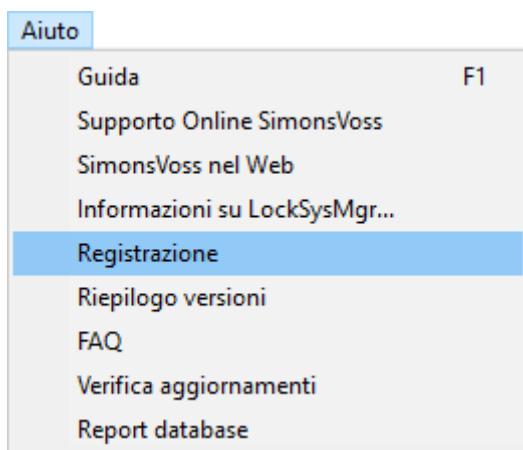 Aiuto
Guida F1
Supporto Online SimonsVoss
SimonsVoss nel Web
Informazioni su LockSysMgr...
Registrazione
Riepilogo versioni
FAQ
Verifica aggiornamenti
Report database